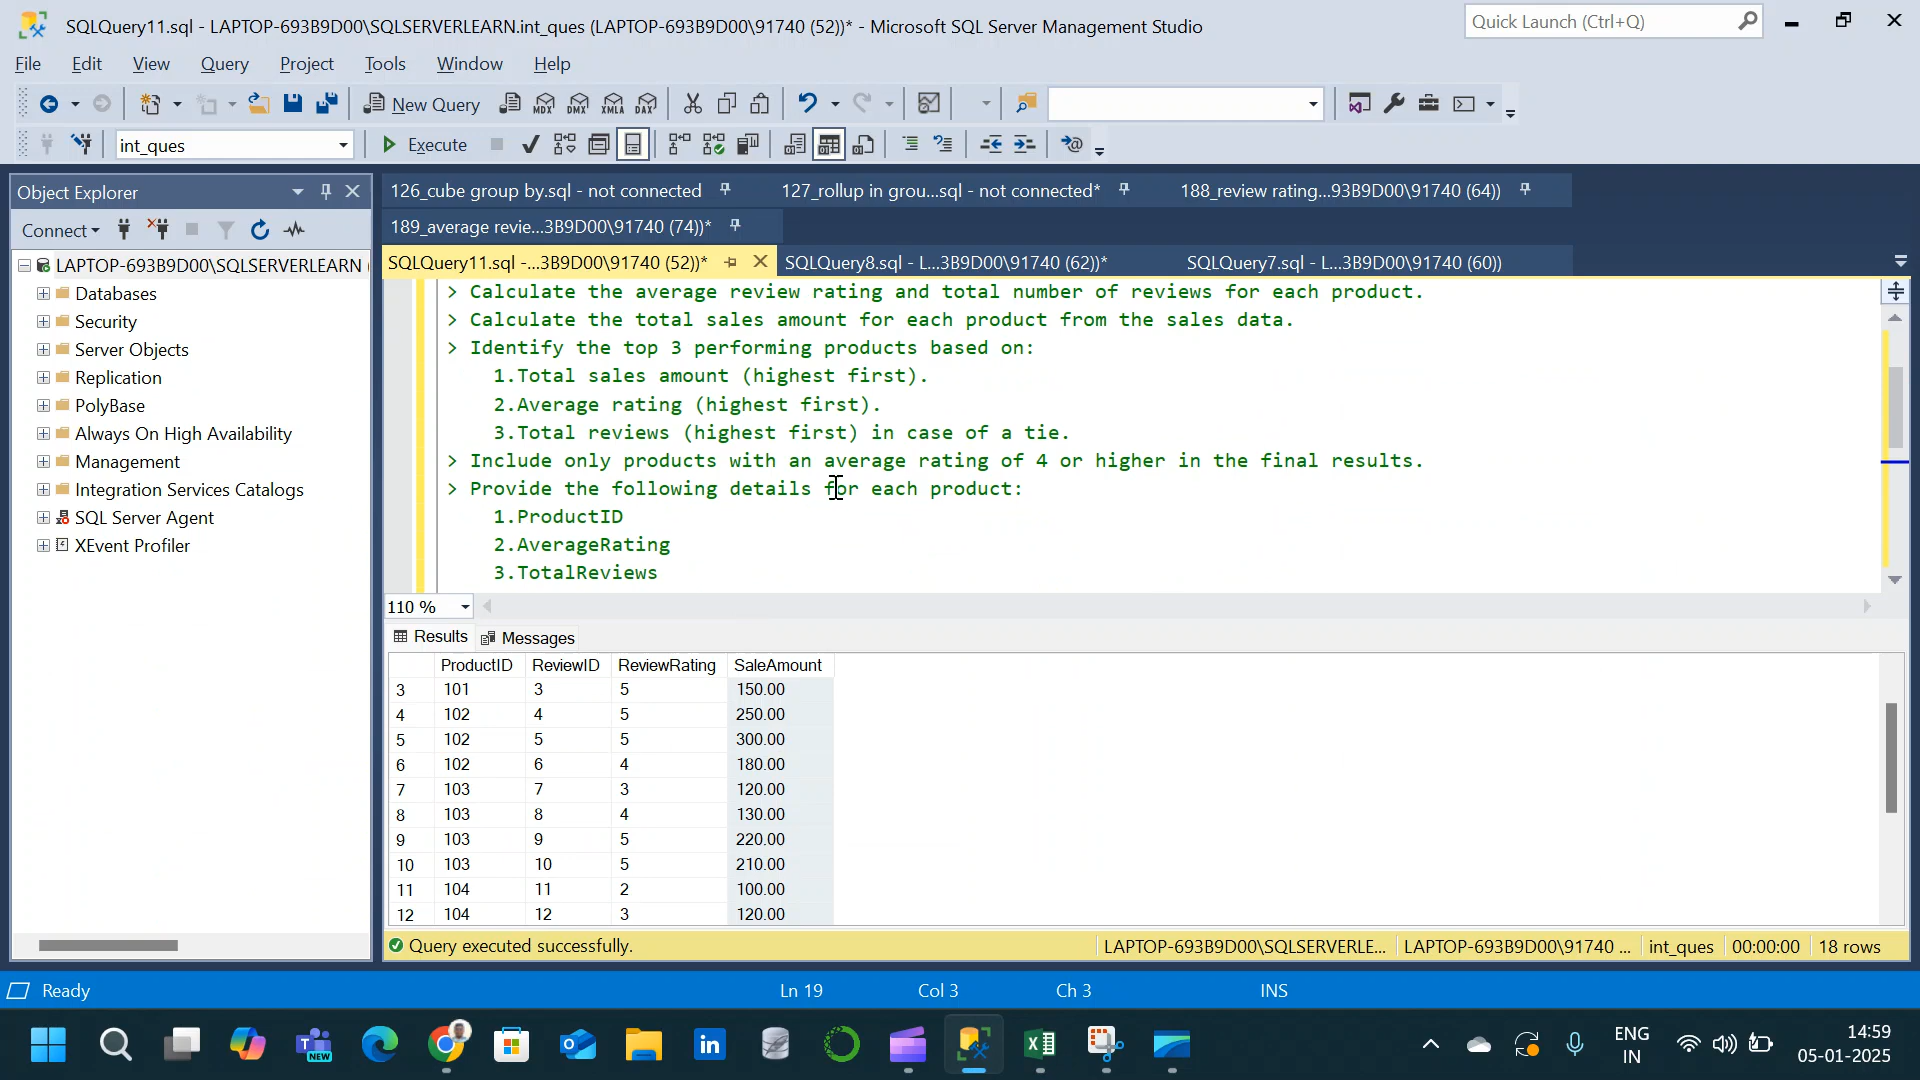 SQLQuery11.sql - LAPTOP-693B9D00\SQLSERVERLEARN.int_ques (LAPTOP-693B9D00\91740 (52))* - Microsoft SQL Server Management Studio
Quick Launch (Ctrl+Q)
File Edit View Query Project Tools Window Help
New Query MDX DMX XMLA DAX
int_ques Execute
Object Explorer
Connect
LAPTOP-693B9D00\SQLSERVERLEARN (
Databases
Security
Server Objects
Replication
PolyBase
Always On High Availability
Management
Integration Services Catalogs
SQL Server Agent
XEvent Profiler
126_cube group by.sql - not connected 127_rollup in grou...sql - not connected* 188_review rating...93B9D00\91740 (64))
189_average revie...3B9D00\91740 (74))*
SQLQuery11.sql -...3B9D00\91740 (52))* SQLQuery8.sql - L...3B9D00\91740 (62))* SQLQuery7.sql - L...3B9D00\91740 (60))
> Calculate the average review rating and total number of reviews for each product.
> Calculate the total sales amount for each product from the sales data.
> Identify the top 3 performing products based on:
1.Total sales amount (highest first).
2.Average rating (highest first).
3.Total reviews (highest first) in case of a tie.
> Include only products with an average rating of 4 or higher in the final results.
> Provide the following details for each product:
1.ProductID
2.AverageRating
3.TotalReviews
110 %
Results Messages
ProductID ReviewID ReviewRating SaleAmount
3 101 3 5 150.00
4 102 4 5 250.00
5 102 5 5 300.00
6 102 6 4 180.00
7 103 7 3 120.00
8 103 8 4 130.00
9 103 9 5 220.00
10 103 10 5 210.00
11 104 11 2 100.00
12 104 12 3 120.00
Query executed successfully. LAPTOP-693B9D00\SQLSERVERLE... LAPTOP-693B9D00\91740 ... int_ques 00:00:00 18 rows
Ready Ln 19 Col 3 Ch 3 INS
NEW
ENG
IN
14:59
05-01-2025